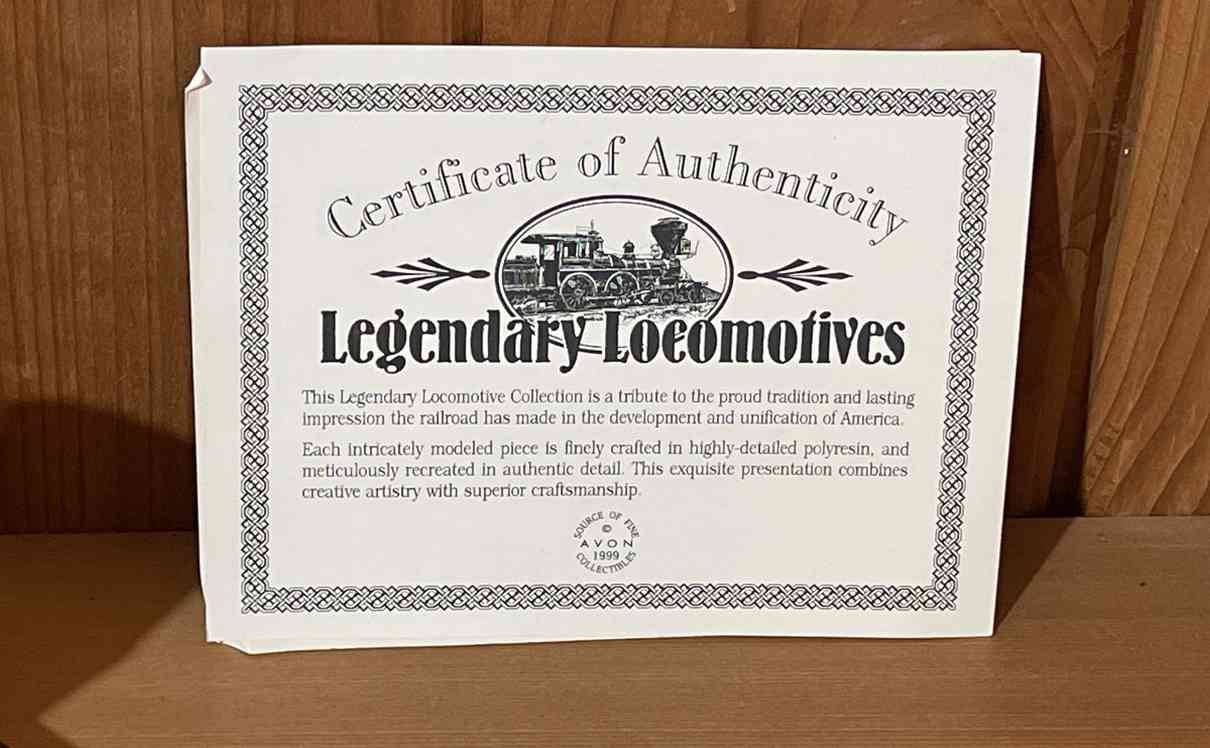 Certificate of Authenticity
Legendary Locomotives
This Legendary Locomotive Collection is a tribute to the proud tradition and lasting
impression the railroad has made in the development and unification of America.
Each intricately modeled piece is finely crafted in highly-detailed polyresin, and
meticulously recreated in authentic detail. This exquisite presentation combines
creative artistry with superior craftsmanship.
SOURCE OF FINE
©
AVON
1999
COLLECTIBLES